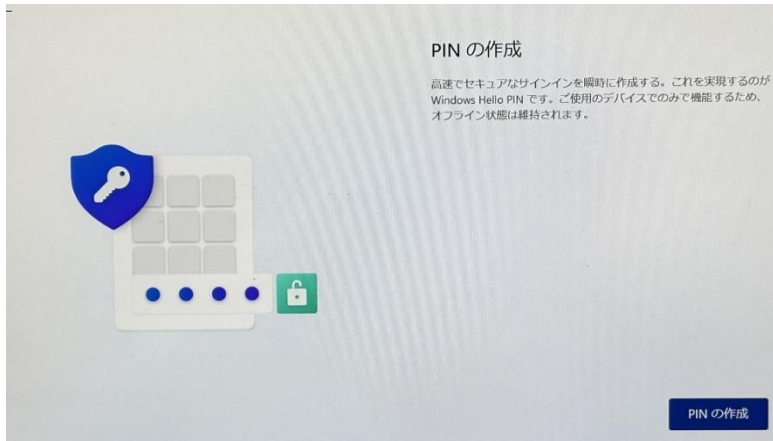 PIN の作成
高速でセキュアなサインインを瞬時に作成する。これを実現するのが
Windows Hello PIN です。ご使用のデバイスでのみで機能するため、
オフライン状態は維持されます。
PIN の作成